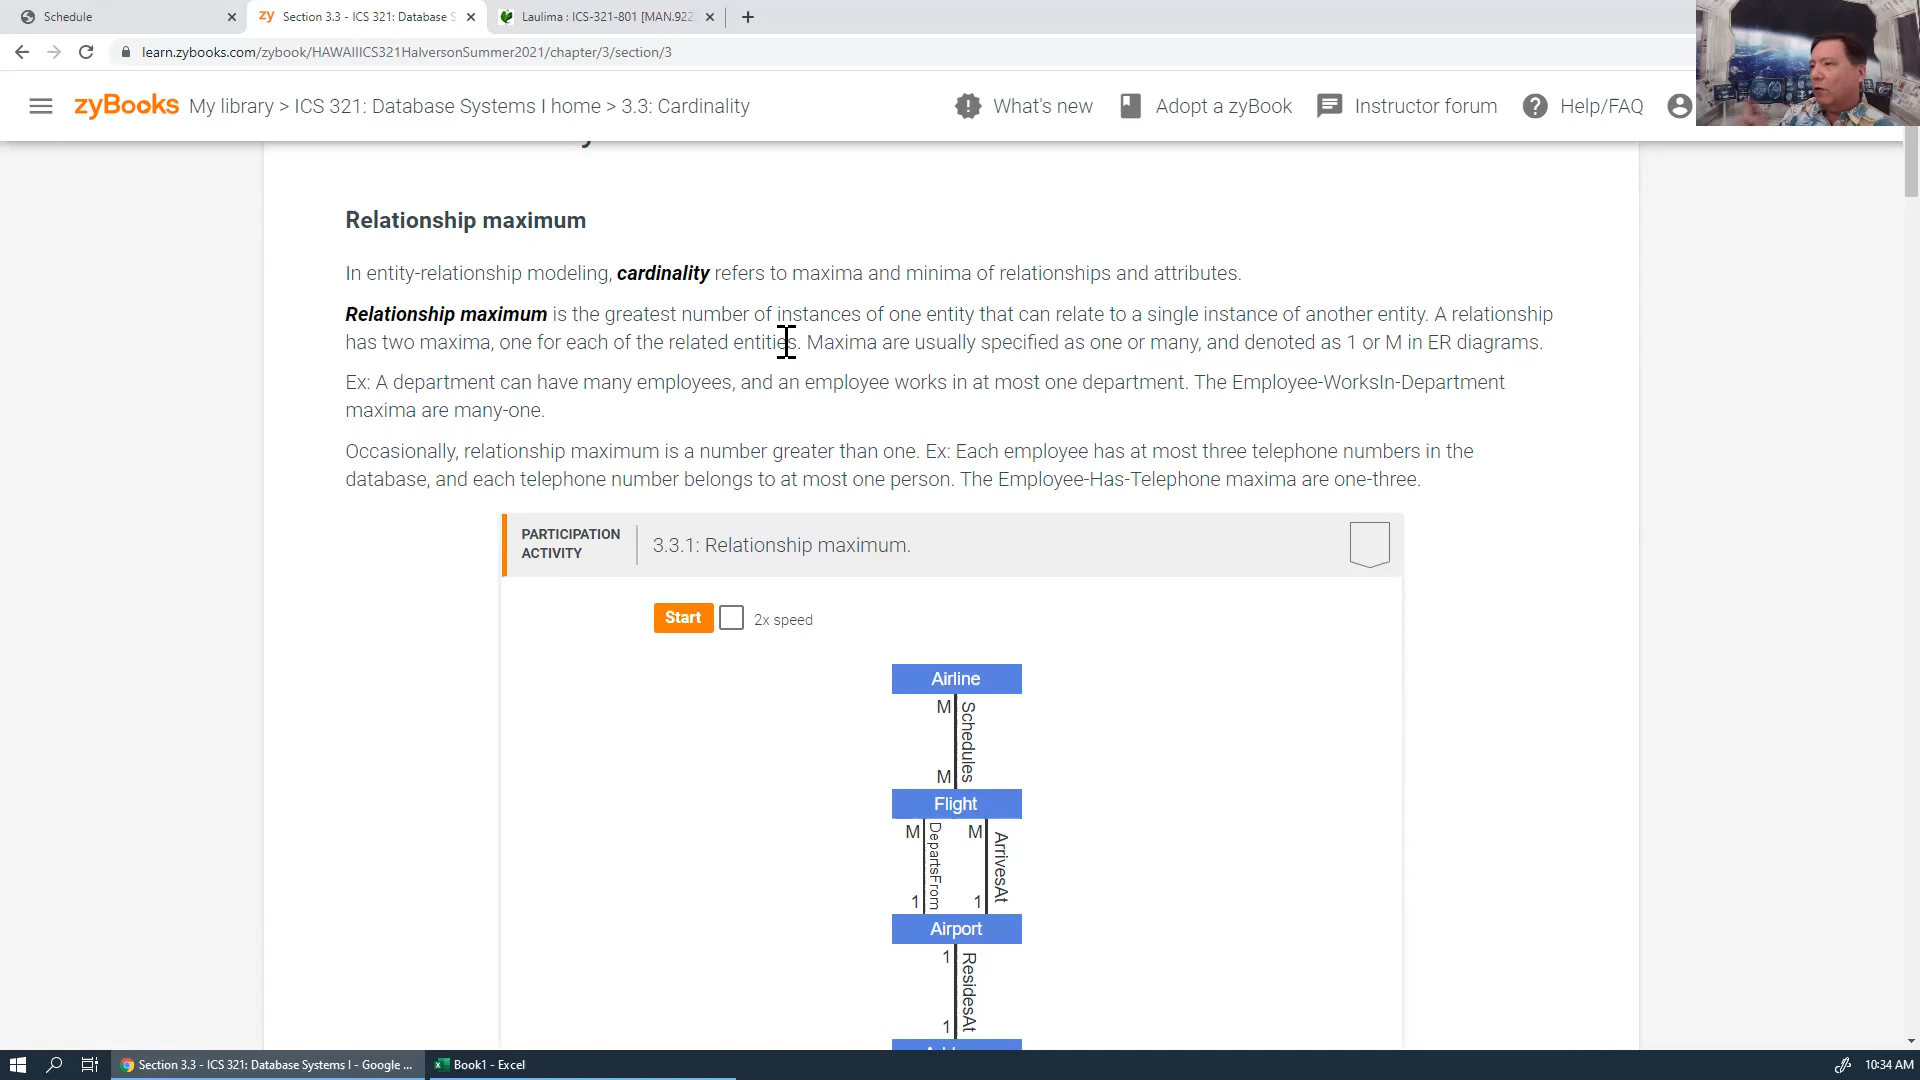 Schedule
zy Section 3.3 - ICS 321: Database S
Laulima : ICS-321-801 [MAN.922
learn.zybooks.com/zybook/HAWAIIICS321HalversonSummer2021/chapter/3/section/3
zyBooks My library > ICS 321: Database Systems I home > 3.3: Cardinality
What's new
Adopt a zyBook
Instructor forum
Help/FAQ
Relationship maximum
In entity-relationship modeling, cardinality refers to maxima and minima of relationships and attributes.
Relationship maximum is the greatest number of instances of one entity that can relate to a single instance of another entity. A relationship
has two maxima, one for each of the related entities. Maxima are usually specified as one or many, and denoted as 1 or M in ER diagrams.
Ex: A department can have many employees, and an employee works in at most one department. The Employee-WorksIn-Department
maxima are many-one.
Occasionally, relationship maximum is a number greater than one. Ex: Each employee has at most three telephone numbers in the
database, and each telephone number belongs to at most one person. The Employee-Has-Telephone maxima are one-three.
PARTICIPATION
ACTIVITY
3.3.1: Relationship maximum.
Start
2x speed
Airline
M
Schedules
M
Flight
M
DepartsFrom
1
M
ArrivesAt
1
Airport
1
ResidesAt
1
Section 3.3 - ICS 321: Database Systems I - Google ...
Book1 - Excel
10:34 AM